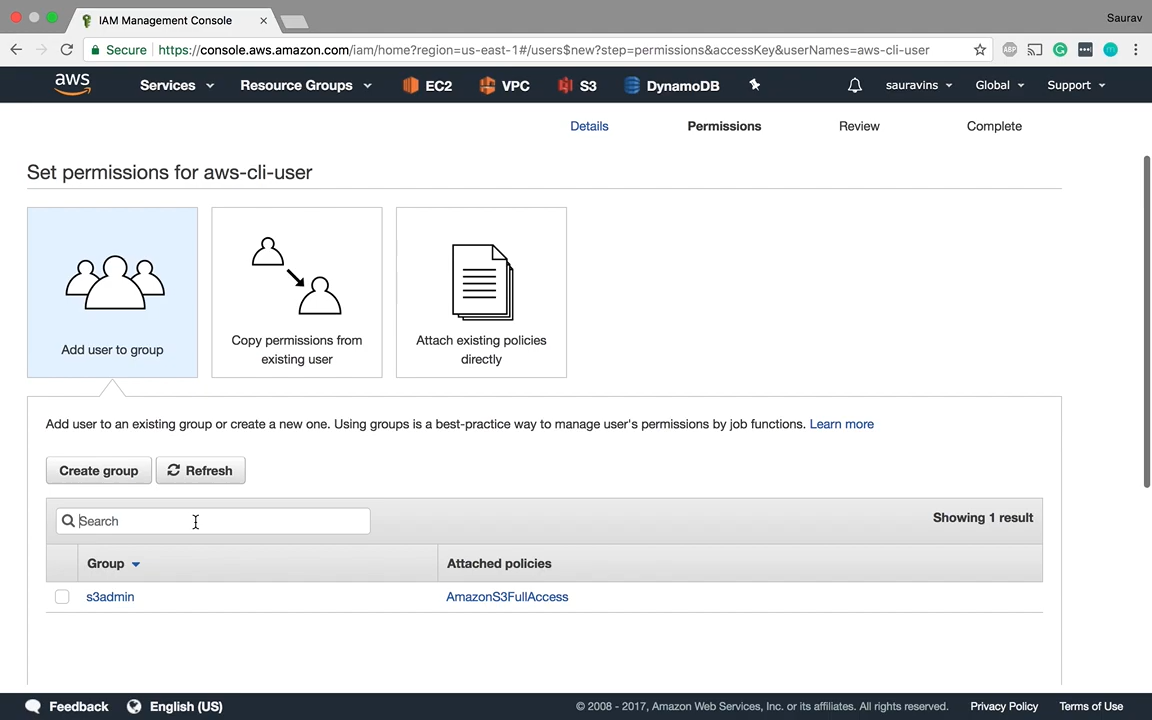 IAM Management Console
Saurav
Secure https://console.aws.amazon.com/iam/home?region=us-east-1#/users$new?step=permissions&accessKey&userNames=aws-cli-user
ABP
aws Services Resource Groups EC2 VPC S3 DynamoDB sauravins Global Support
Details Permissions Review Complete
Set permissions for aws-cli-user
Add user to group
Copy permissions from
existing user
Attach existing policies
directly
Add user to an existing group or create a new one. Using groups is a best-practice way to manage user's permissions by job functions. Learn more
Create group Refresh
Search Showing 1 result
Group Attached policies
s3admin AmazonS3FullAccess
Feedback English (US) © 2008 - 2017, Amazon Web Services, Inc. or its affiliates. All rights reserved. Privacy Policy Terms of Use